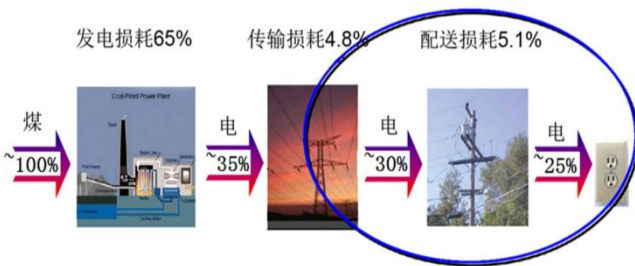 发电损耗65%
传输损耗4.8%
配送损耗5.1%
煤
~100%
Coal-Fired Power Plant
电
~35%
电
~30%
电
~25%